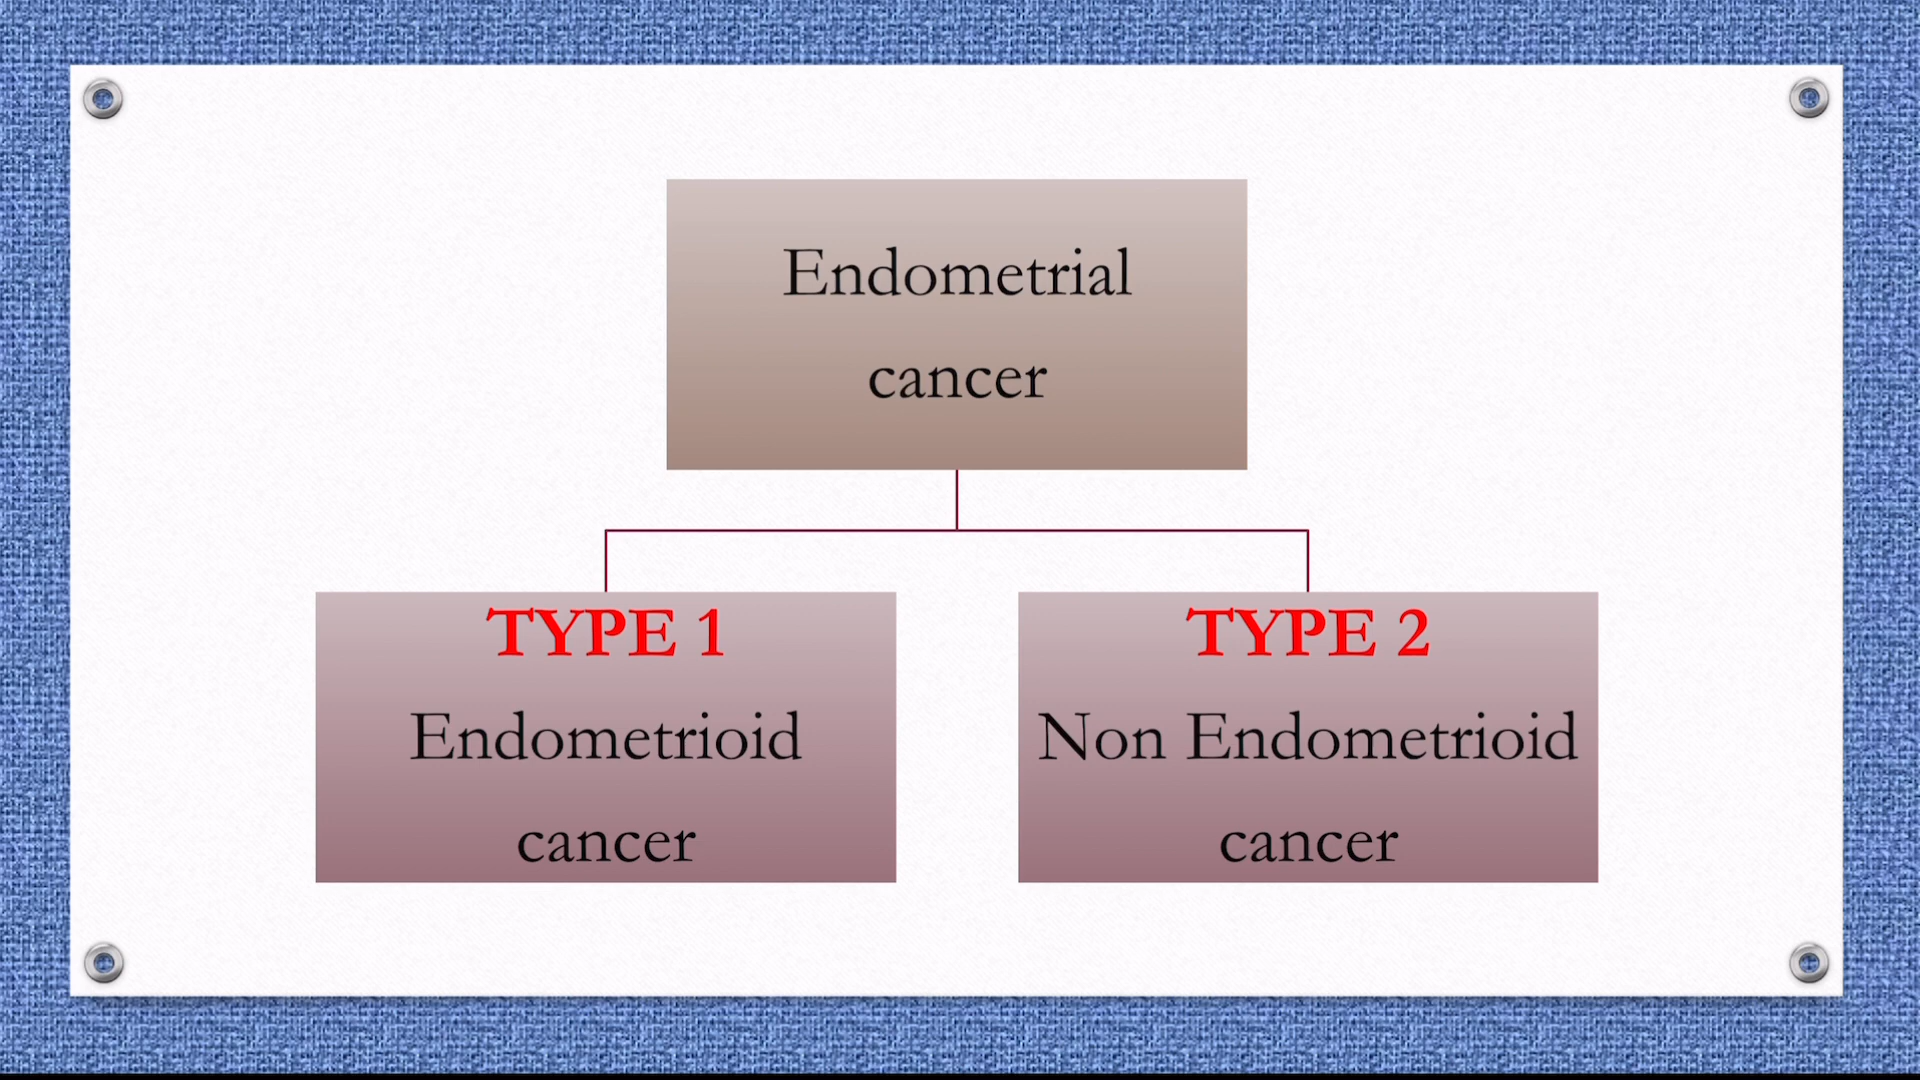 Endometrial
cancer
TYPE 1
Endometrioid
cancer
TYPE 2
Non Endometrioid
cancer